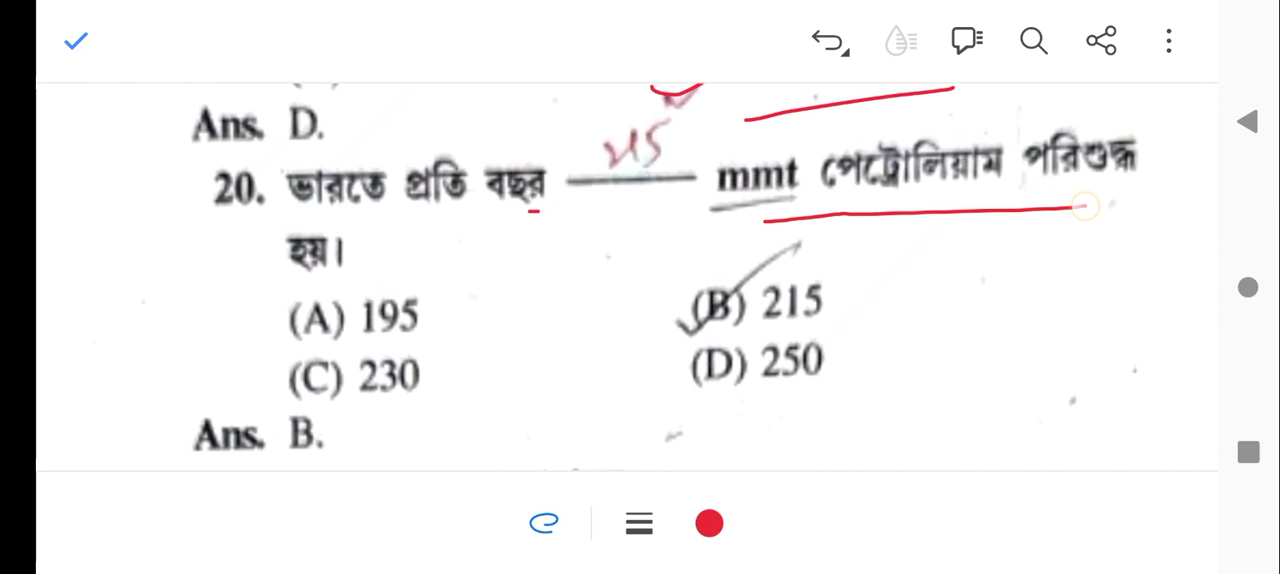 Ans. D.
20. ভারতে প্রতি বছর ——— mmt পেট্রোলিয়াম পরিশুদ্ধ
হয়।
(A) 195 (B) 215
(C) 230 (D) 250
Ans. B.